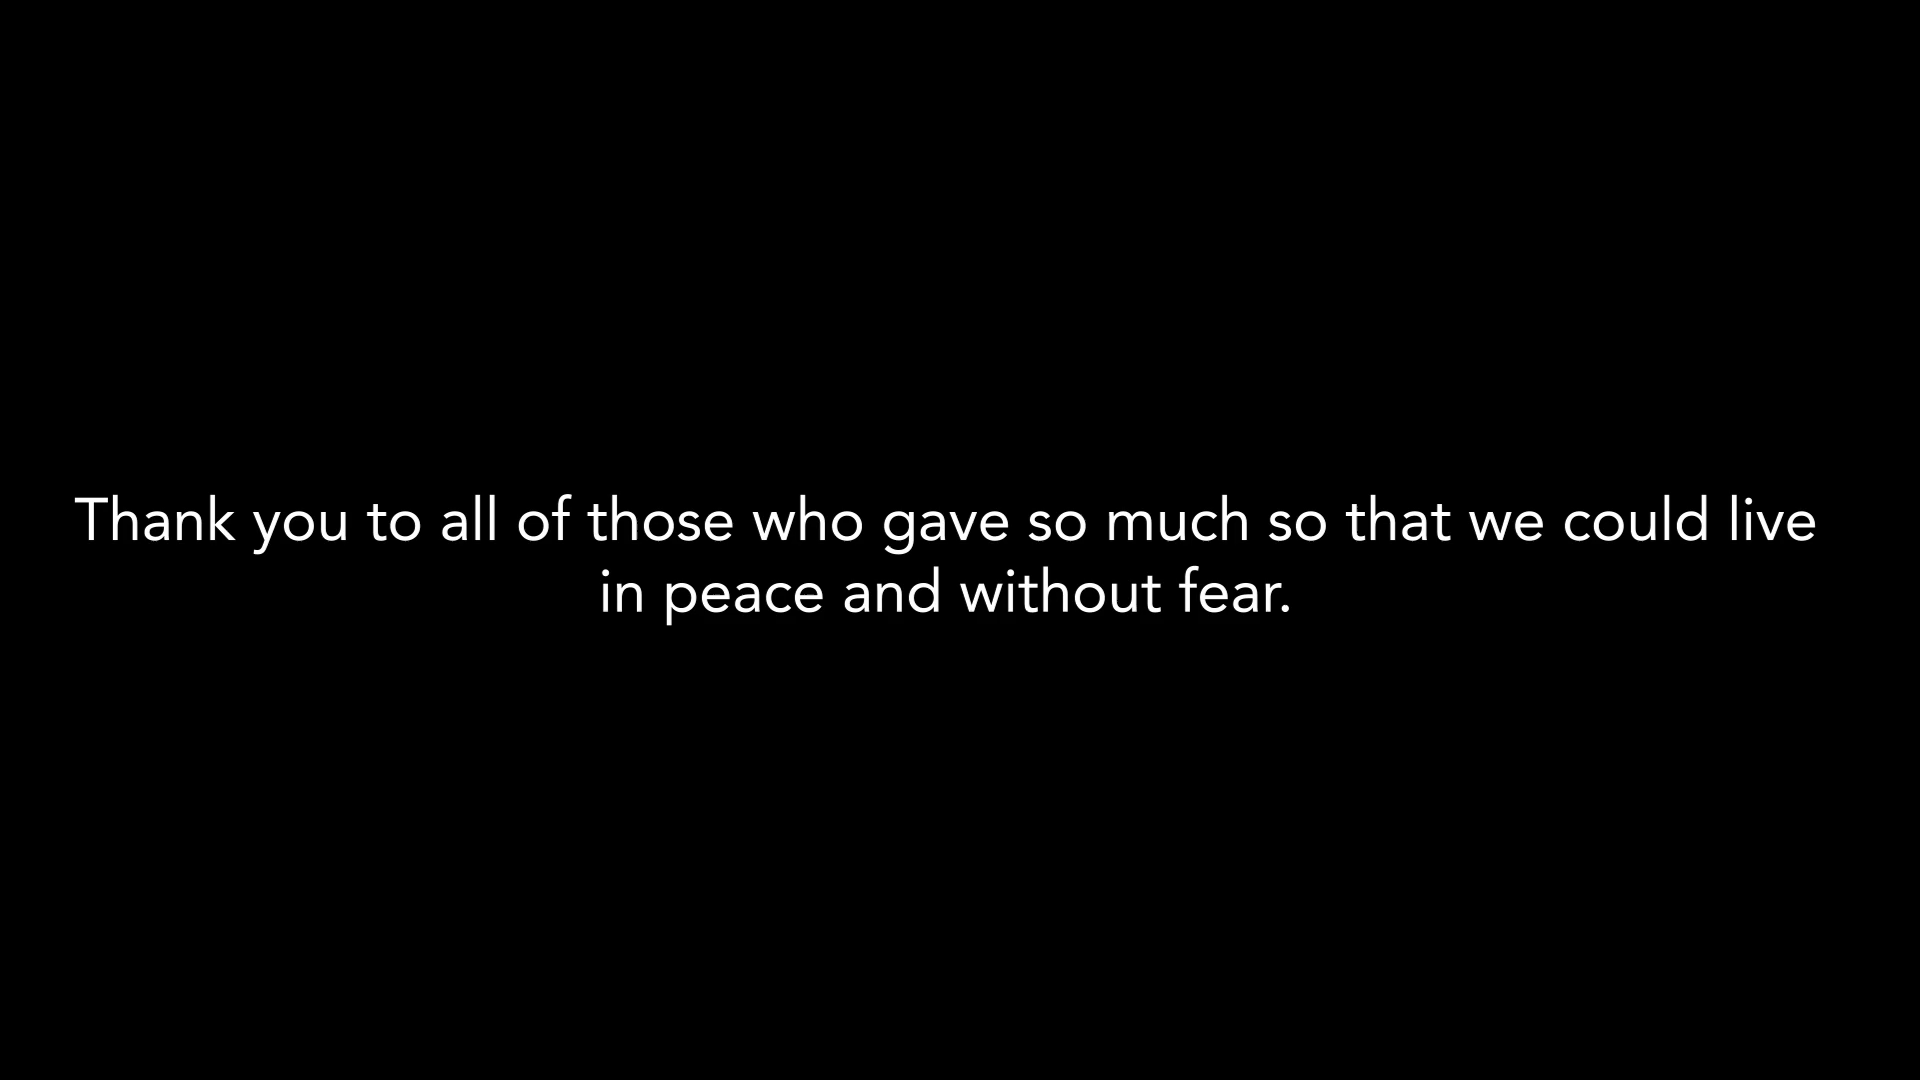 Thank you to all of those who gave so much so that we could live
in peace and without fear.